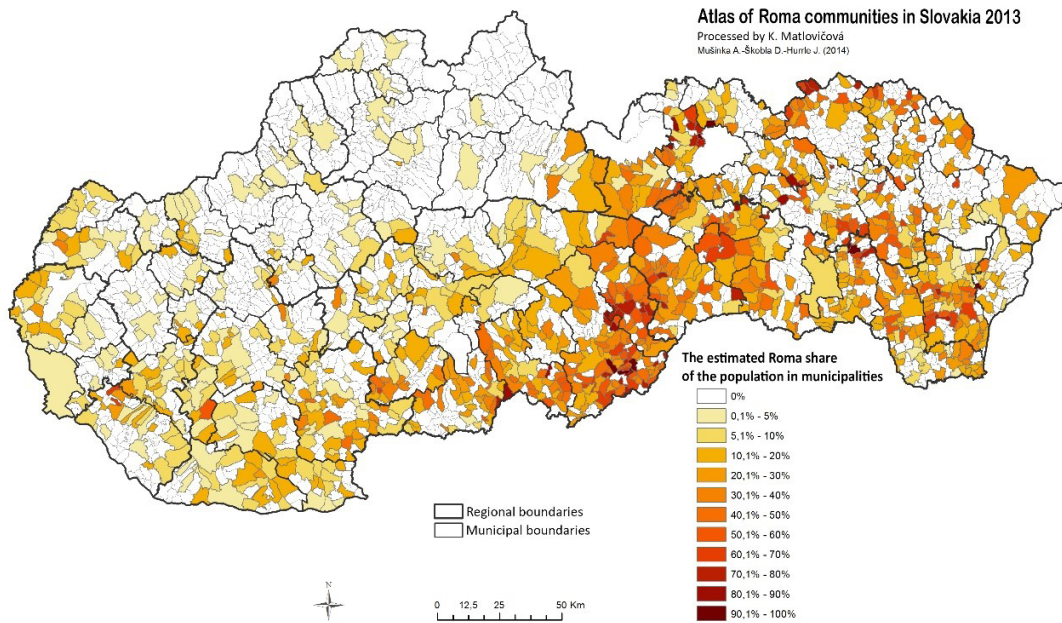 Atlas of Roma communities in Slovakia 2013
Processed by K. Matlovičová
Mušinka A.-Škobla D.-Hurrle J. (2014)
The estimated Roma share
of the population in municipalities
0%
0,1% - 5%
5,1% - 10%
10,1% - 20%
20,1% - 30%
30,1% - 40%
40,1% - 50%
50,1% - 60%
60,1% - 70%
70,1% - 80%
80,1% - 90%
90,1% - 100%
Regional boundaries
Municipal boundaries
N
0 12,5 25 50 Km